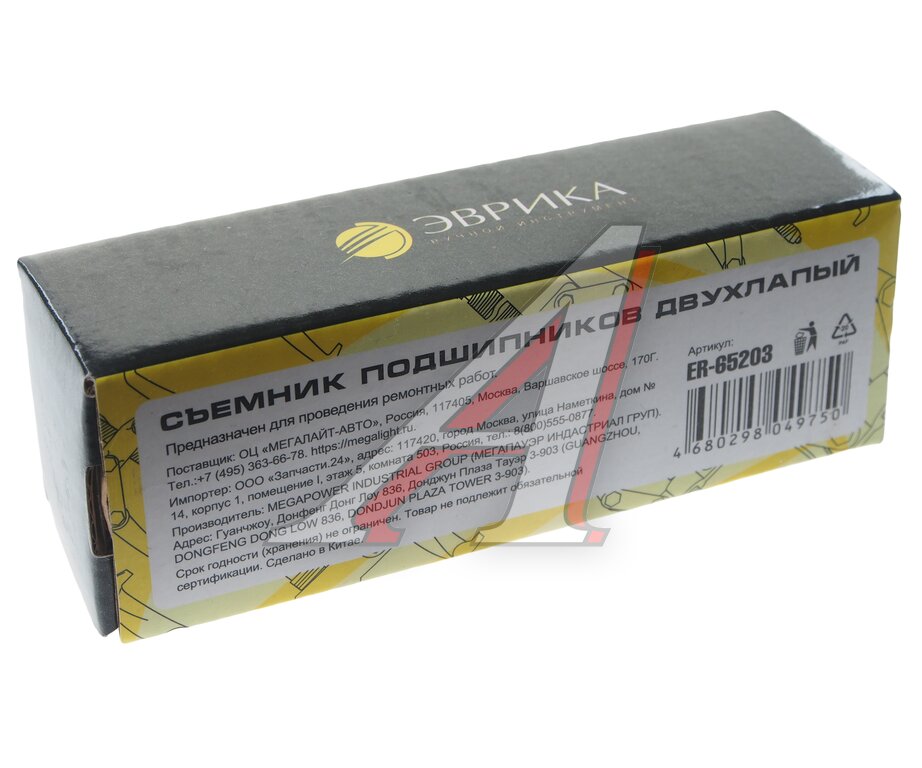 ЭВРИКА
РУЧНОЙ ИНСТРУМЕНТ
СЪЕМНИК ПОДШИПНИКОВ ДВУХЛАПЫЙ
Предназначен для проведения ремонтных работ.
Поставщик: ОЦ «МЕГАЛАЙТ-АВТО», Россия, 117405, Москва, Варшавское шоссе, 170Г.
Тел.:+7 (495) 363-66-78. https://megalight.ru.
Импортер: ООО «Запчасти.24», адрес: 117420, город Москва, улица Наметкина, дом №
14, корпус 1, помещение I, этаж 5, комната 503, Россия, тел.: 8(800)555-0877.
Производитель: MEGAPOWER INDUSTRIAL GROUP (МЕГАПАУЭР ИНДАСТРИАЛ ГРУП).
Адрес: Гуанчжоу, Донфенг Донг Лоу 836, Донджун Плаза Тауэр 3-903 (GUANGZHOU,
DONGFENG DONG LOW 836, DONDJUN PLAZA TOWER 3-903).
Срок годности (хранения) не ограничен. Товар не подлежит обязательной
сертификации. Сделано в Китае.
Артикул:
ER-65203
20
PAP
4 680298 049750